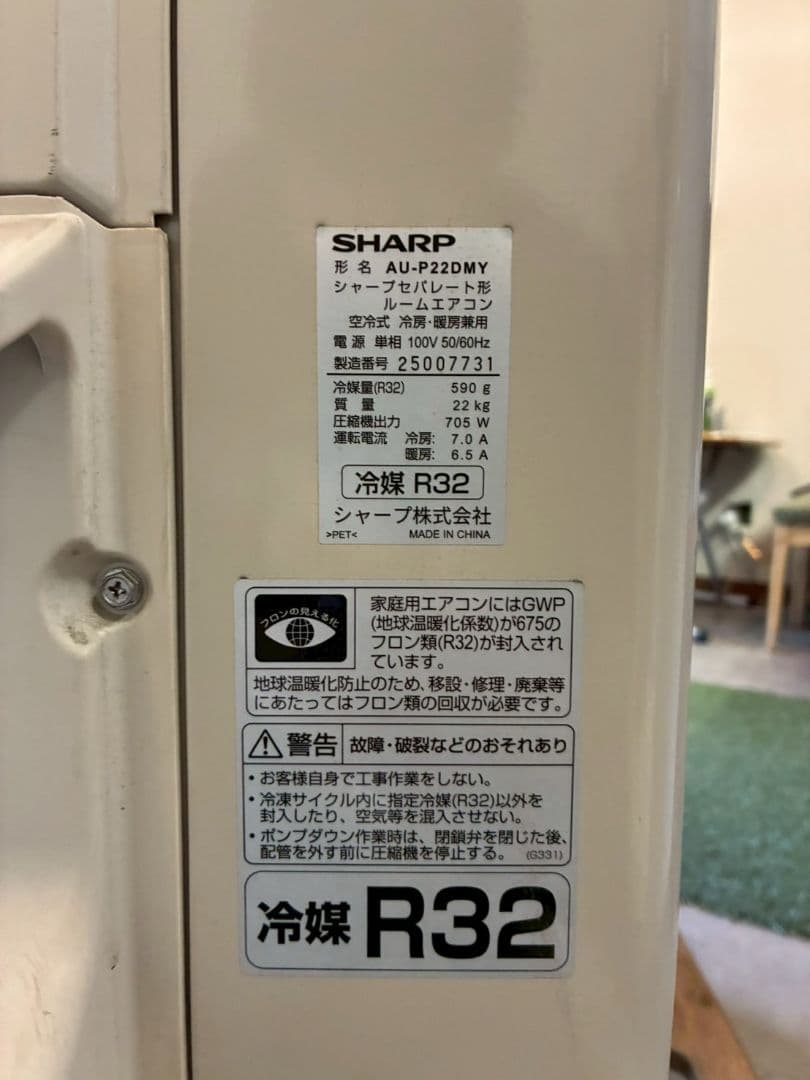 SHARP
形名 AU-P22DMY
シャープセパレート形
ルームエアコン
空冷式 冷房・暖房兼用
電源 単相 100V 50/60Hz
製造番号 25007731
冷媒量(R32) 590 g
質量 22 kg
圧縮機出力 705 W
運転電流 冷房: 7.0 A
暖房: 6.5 A
冷媒 R32
シャープ株式会社
>PET< MADE IN CHINA
フロンの見える化
家庭用エアコンにはGWP
(地球温暖化係数)が675の
フロン類(R32)が封入され
ています。
地球温暖化防止のため、移設・修理・廃棄等
にあたってはフロン類の回収が必要です。
警告 故障・破裂などのおそれあり
・お客様自身で工事作業をしない。
・冷凍サイクル内に指定冷媒(R32)以外を
封入したり、空気等を混入させない。
・ポンプダウン作業時は、閉鎖弁を閉じた後、
配管を外す前に圧縮機を停止する。 (G331)
冷媒 R32